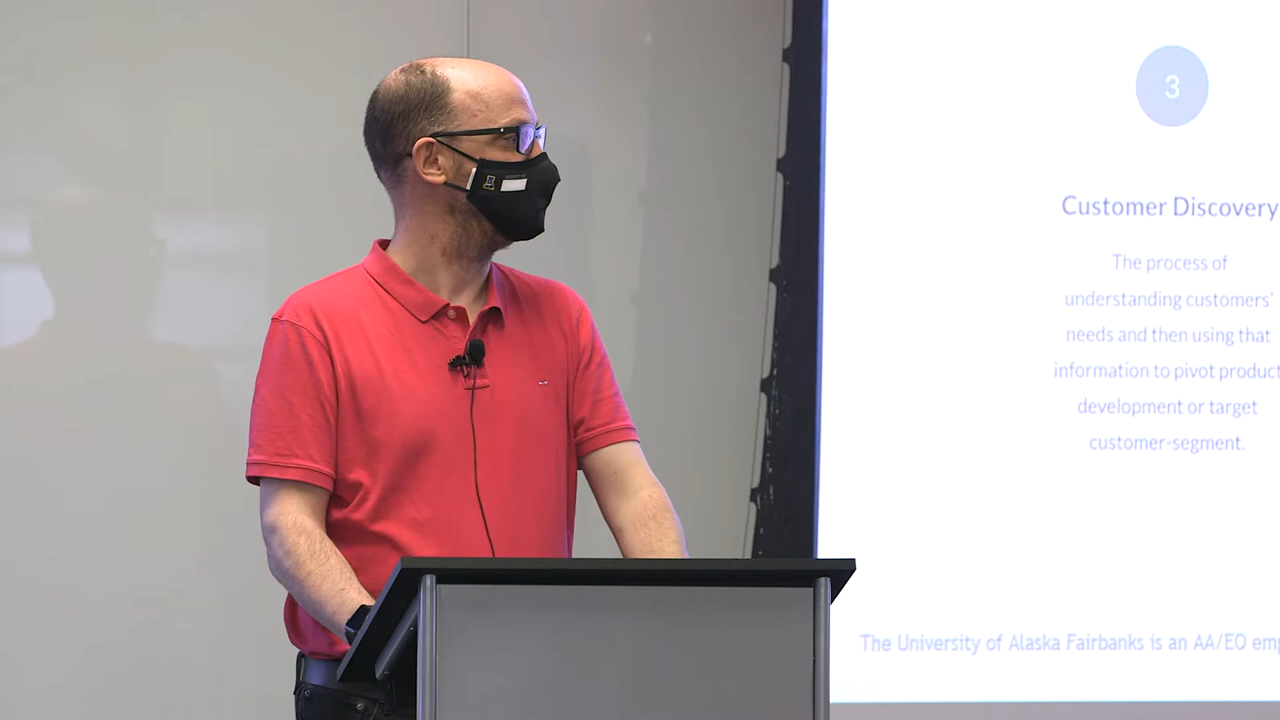 3
Customer Discovery
The process of
understanding customers'
needs and then using that
information to pivot product
development or target
customer-segment.
The University of Alaska Fairbanks is an AA/EO